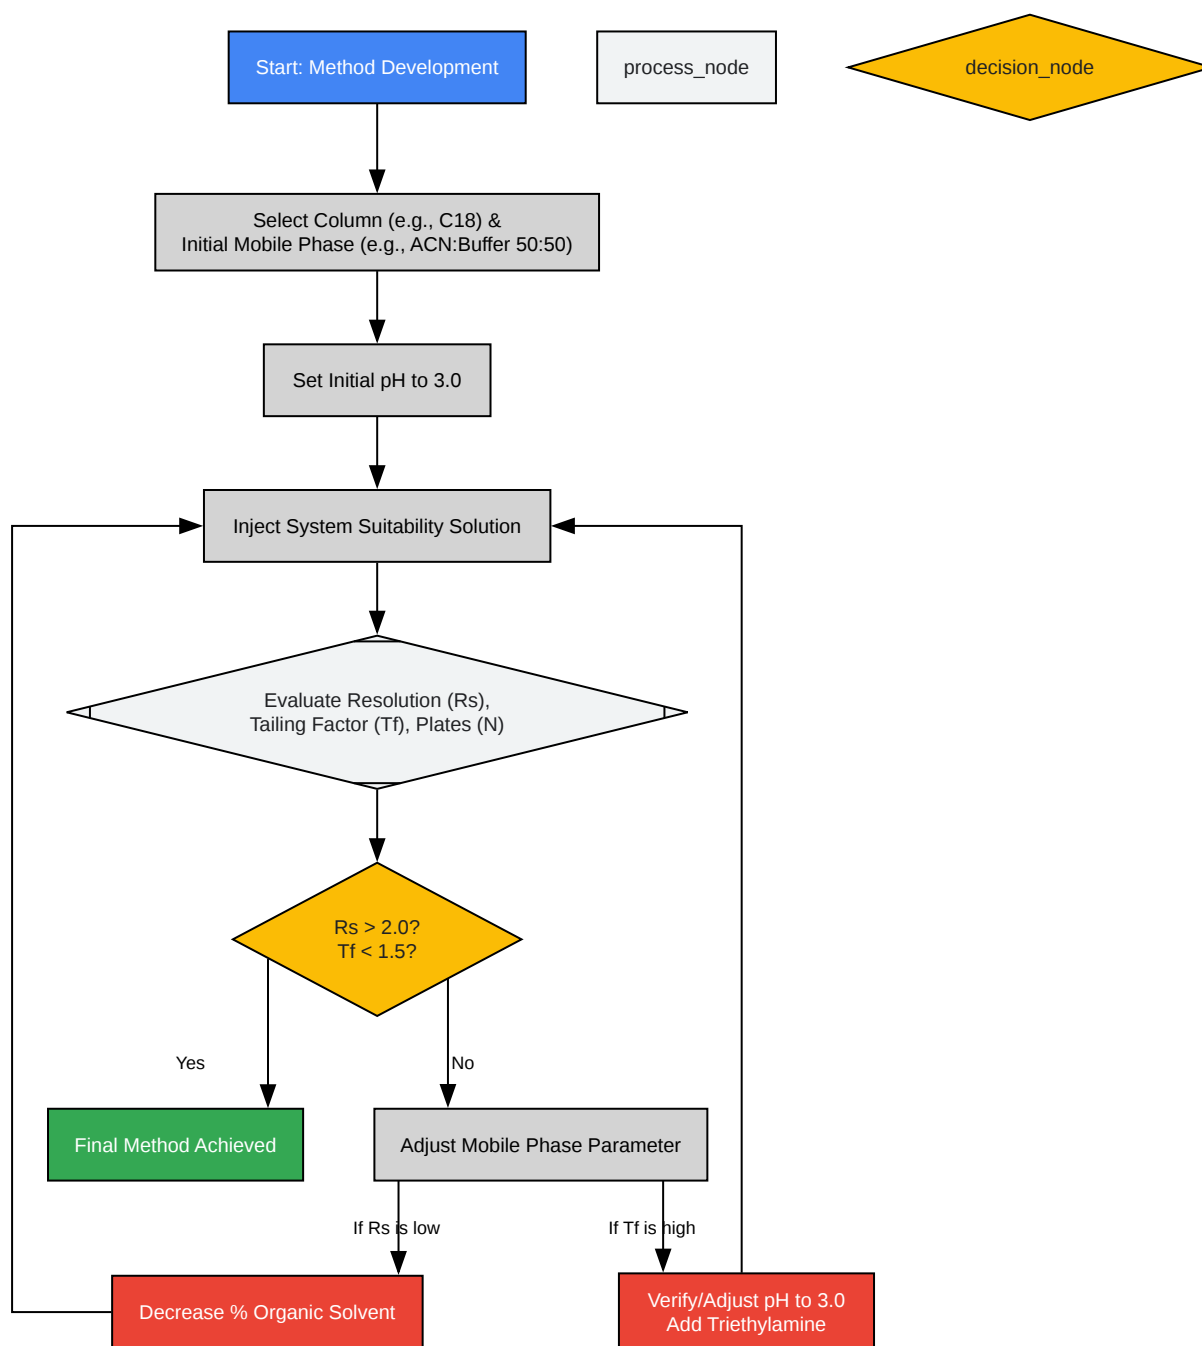 Start: Method Development
process_node
decision_node
Select Column (e.g., C18) &
Initial Mobile Phase (e.g., ACN:Buffer 50:50)
Set Initial pH to 3.0
Inject System Suitability Solution
Evaluate Resolution (Rs),
Tailing Factor (Tf), Plates (N)
Rs > 2.0?
Tf < 1.5?
Yes
No
Final Method Achieved
Adjust Mobile Phase Parameter
If Rs is low
If Tf is high
Decrease % Organic Solvent
Verify/Adjust pH to 3.0
Add Triethylamine